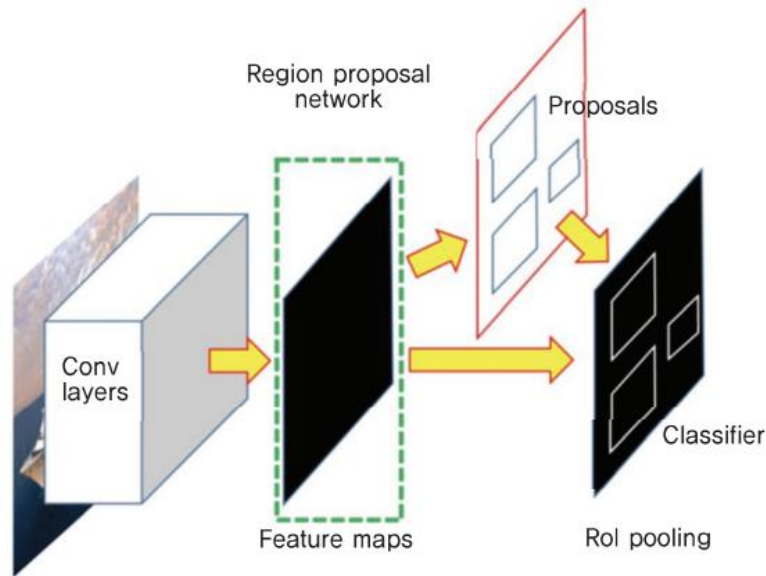 Region proposal
network
Proposals
Conv
layers
Classifier
Feature maps
RoI pooling